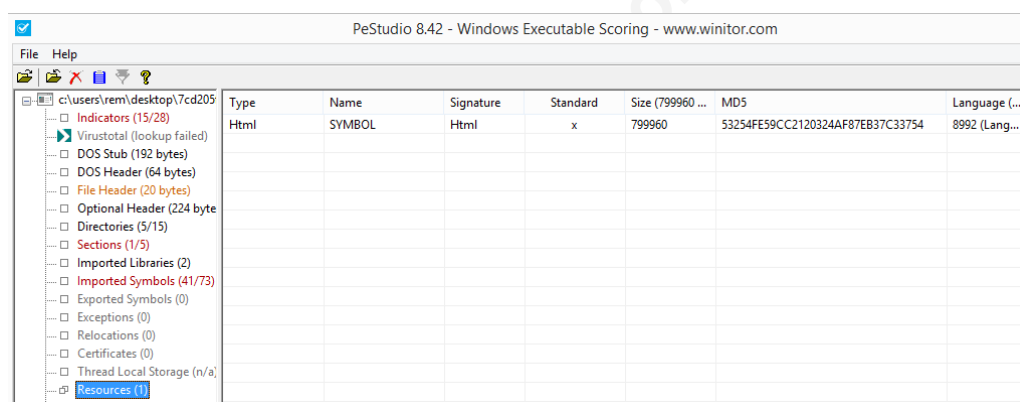 PeStudio 8.42 - Windows Executable Scoring - www.winitor.com
File Help
c:\users\rem\desktop\7cd205
Indicators (15/28)
Virustotal (lookup failed)
DOS Stub (192 bytes)
DOS Header (64 bytes)
File Header (20 bytes)
Optional Header (224 byte
Directories (5/15)
Sections (1/5)
Imported Libraries (2)
Imported Symbols (41/73)
Exported Symbols (0)
Exceptions (0)
Relocations (0)
Certificates (0)
Thread Local Storage (n/a)
Resources (1)
Type Name Signature Standard Size (799960 ... MD5 Language (...
Html SYMBOL Html x 799960 53254FE59CC2120324AF87EB37C33754 8992 (Lang...